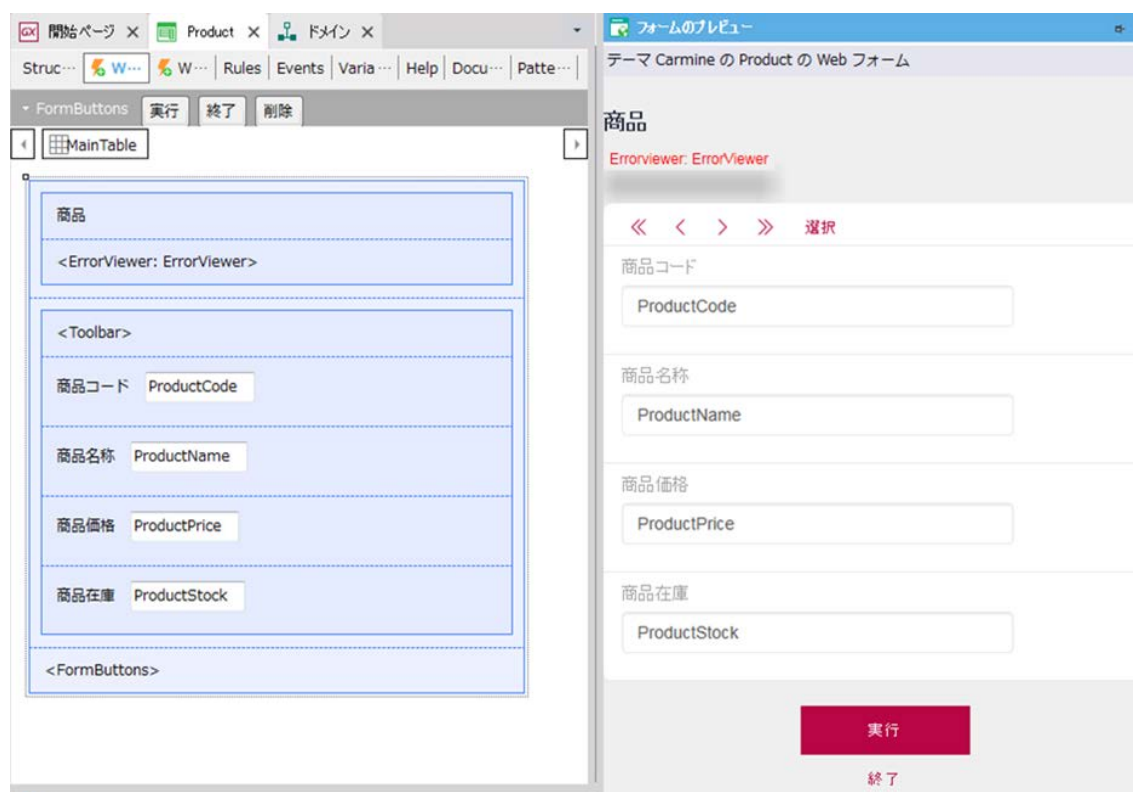 GX 開始ページ × Product × ドメイン ×
Struc… W… W… Rules Events Varia… Help Docu… Patte…
FormButtons 実行 終了 削除
MainTable
商品
<ErrorViewer: ErrorViewer>
<Toolbar>
商品コード ProductCode
商品名称 ProductName
商品価格 ProductPrice
商品在庫 ProductStock
<FormButtons>
フォームのプレビュー
テーマ Carmine の Product の Web フォーム
商品
Errorviewer: ErrorViewer
≪ < > ≫ 選択
商品コード
ProductCode
商品名称
ProductName
商品価格
ProductPrice
商品在庫
ProductStock
実行
終了